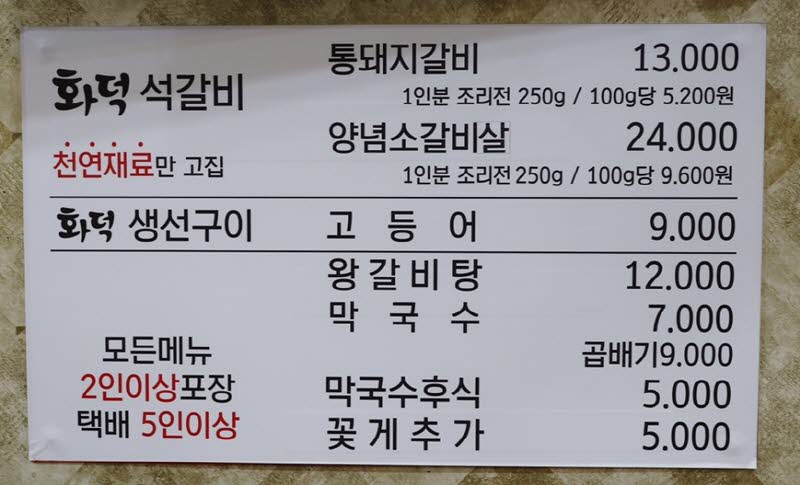 화덕 석갈비
천연재료만 고집
통돼지갈비 13.000
1인분 조리전 250g / 100g당 5.200원
양념소갈비살 24.000
1인분 조리전 250g / 100g당 9.600원
화덕 생선구이 고 등 어 9.000
왕갈비탕 12.000
막 국 수 7.000
곱배기9.000
막국수후식 5.000
꽃게추가 5.000
모든메뉴
2인이상포장
택배 5인이상